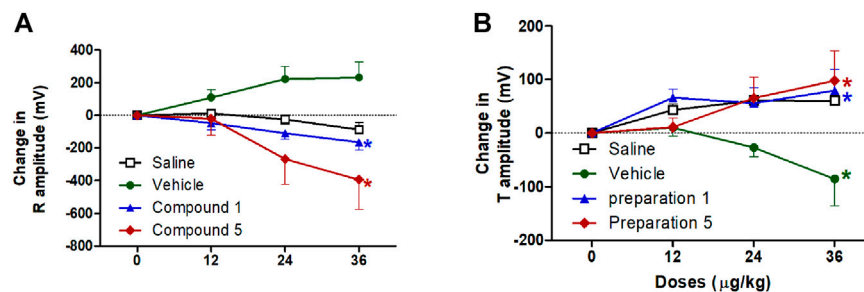 A
Change in
R amplitude (mV)
400
200
0
-200
-400
-600
-800
Saline
Vehicle
Compound 1
Compound 5
*
*
0 12 24 36
B
Change in
T amplitude (mV)
200
100
0
-100
-200
Saline
Vehicle
preparation 1
Preparation 5
*
*
*
0 12 24 36
Doses (µg/kg)